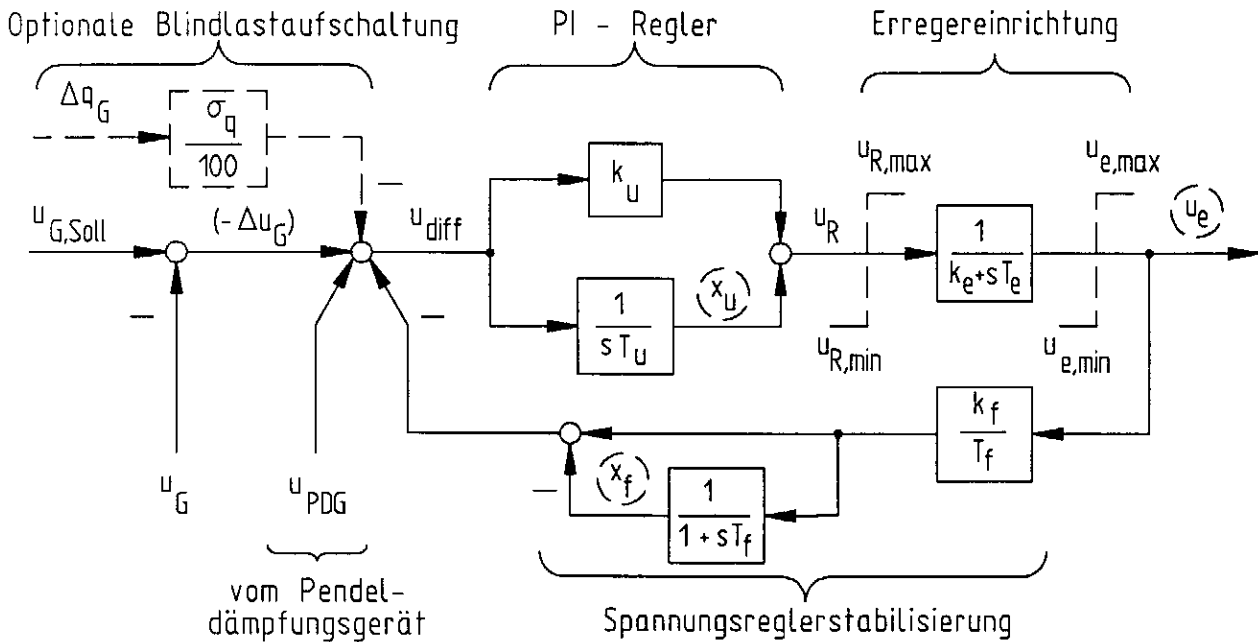 Optionale Blindlastaufschaltung
PI - Regler
Erregereinrichtung
Δq_G
σ_q
100
u_G,Soll
(-Δu_G)
u_diff
k_u
1
sT_u
x_u
u_R
u_R,max
u_R,min
1
k_e+sT_e
u_e,max
u_e,min
u_e
k_f
T_f
x_f
1
1 + sT_f
u_G
u_PDG
vom Pendel-
dämpfungsgerät
Spannungsreglerstabilisierung